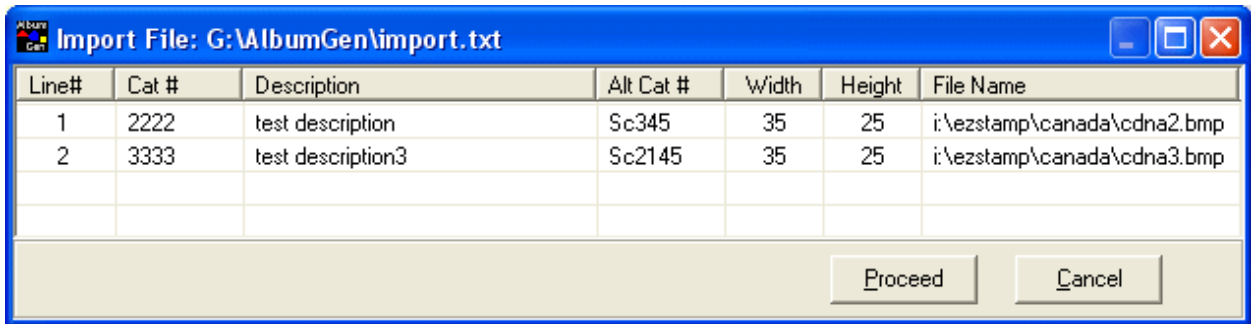 Album Gen Import File: G:\AlbumGen\import.txt
Line# Cat # Description Alt Cat # Width Height File Name
1 2222 test description Sc345 35 25 i:\ezstamp\canada\cdna2.bmp
2 3333 test description3 Sc2145 35 25 i:\ezstamp\canada\cdna3.bmp
Proceed Cancel